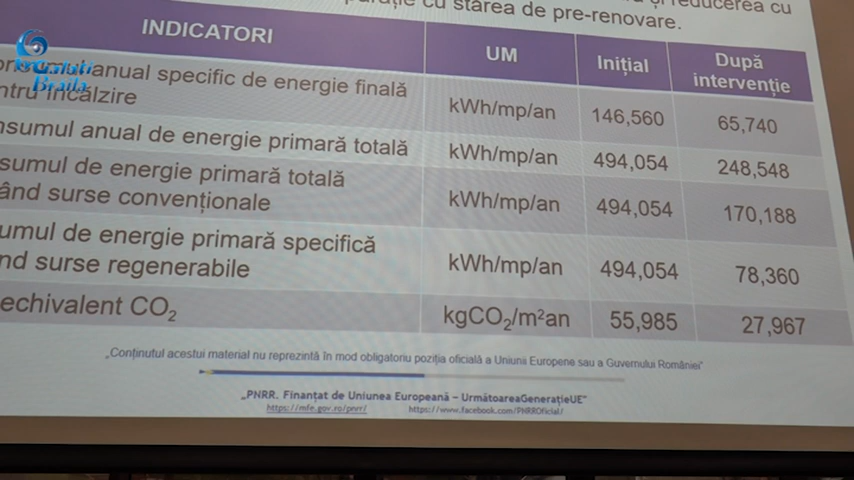 cu starea de pre-renovare.
și reducerea cu
INDICATORI UM Inițial După intervenție
anual specific de energie finală
încălzire
kWh/mp/an 146,560 65,740
nsumul anual de energie primară totală kWh/mp/an 494,054 248,548
sumul de energie primară totală
ând surse convenționale
kWh/mp/an 494,054 170,188
umul de energie primară specifică
nd surse regenerabile
kWh/mp/an 494,054 78,360
echivalent CO₂ kgCO₂/m²an 55,985 27,967
„Conținutul acestui material nu reprezintă în mod obligatoriu poziția oficială a Uniunii Europene sau a Guvernului României”
„PNRR. Finanțat de Uniunea Europeană – UrmătoareaGenerațieUE”
https://mfe.gov.ro/pnrr/ https://www.facebook.com/PNRROficial/
Braila